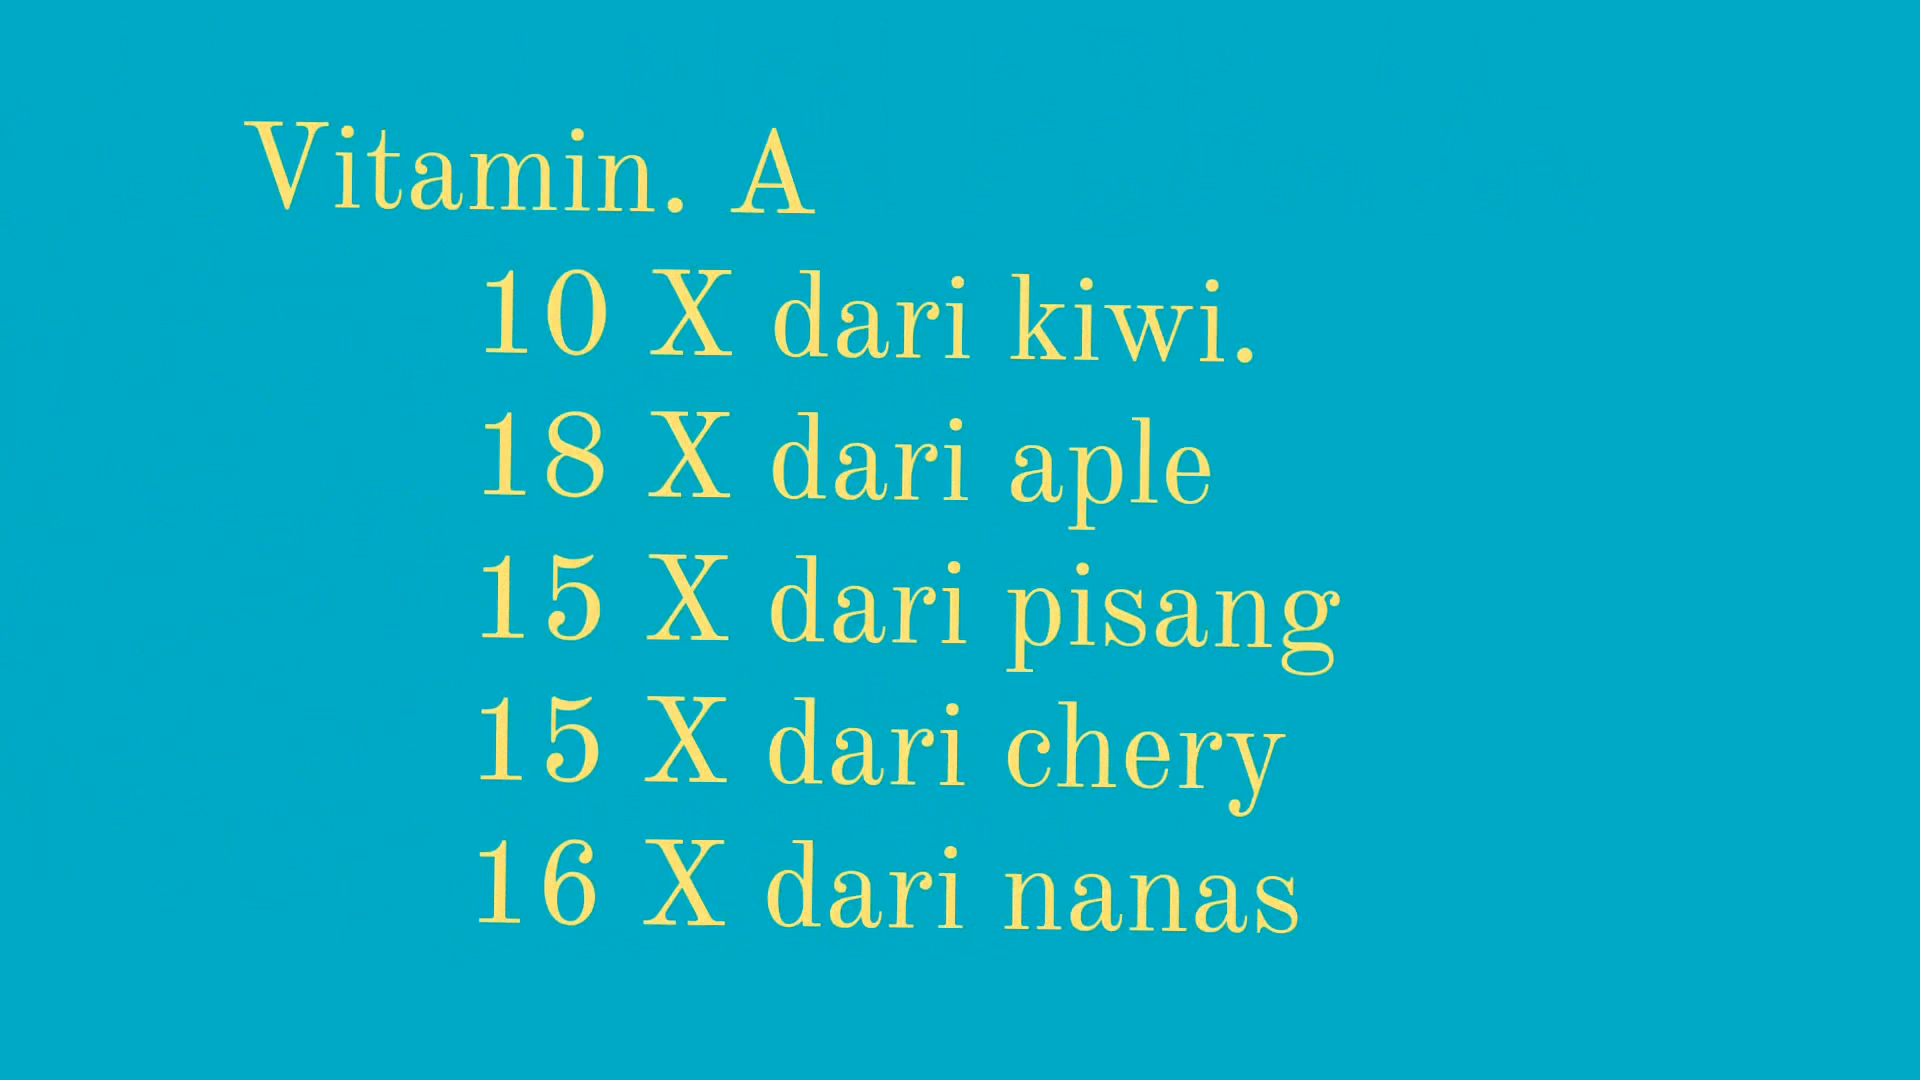 Vitamin. A
10 X dari kiwi.
18 X dari aple
15 X dari pisang
15 X dari chery
16 X dari nanas